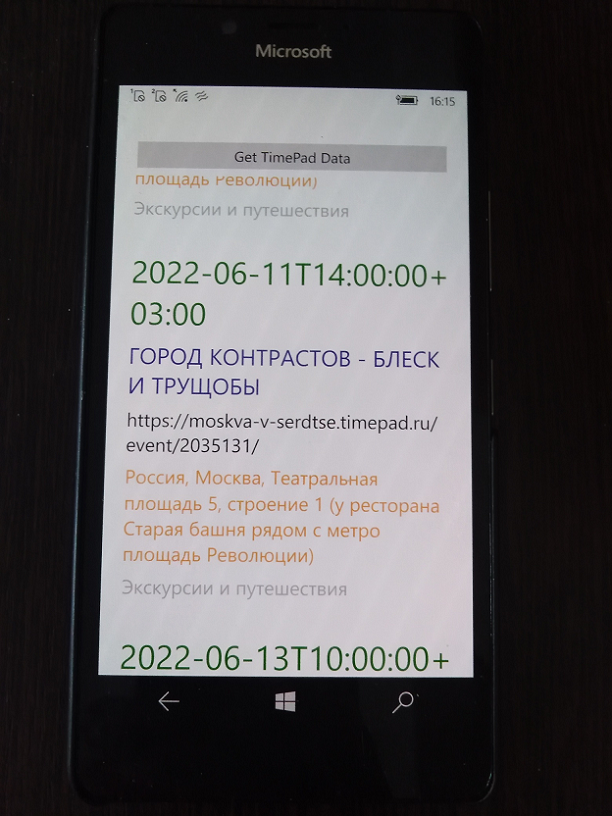 Microsoft
16:15
Get TimePad Data
площадь Революции)
Экскурсии и путешествия
2022-06-11T14:00:00+
03:00
ГОРОД КОНТРАСТОВ - БЛЕСК
И ТРУЩОБЫ
https://moskva-v-serdtse.timepad.ru/
event/2035131/
Россия, Москва, Театральная
площадь 5, строение 1 (у ресторана
Старая башня рядом с метро
площадь Революции)
Экскурсии и путешествия
2022-06-13T10:00:00+